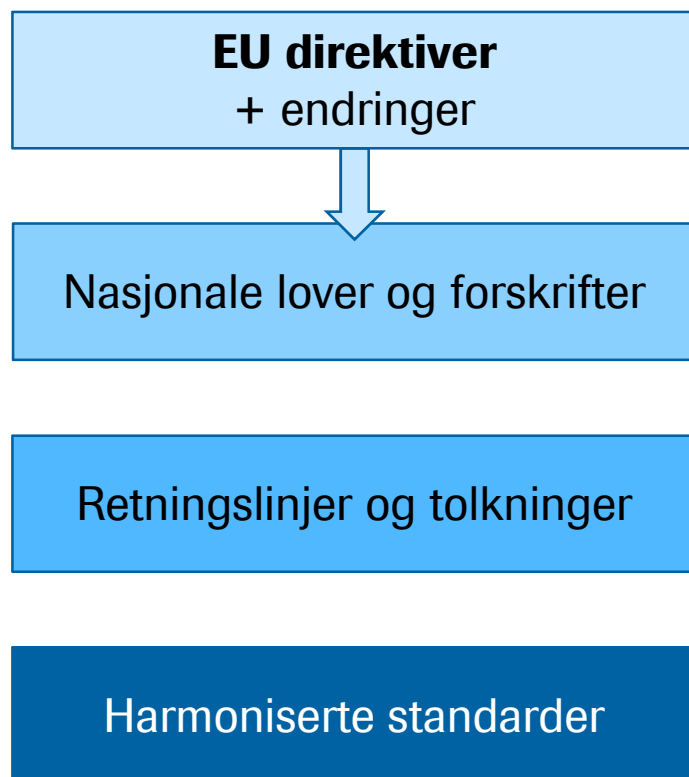 EU direktiver
+ endringer
Nasjonale lover og forskrifter
Retningslinjer og tolkninger
Harmoniserte standarder